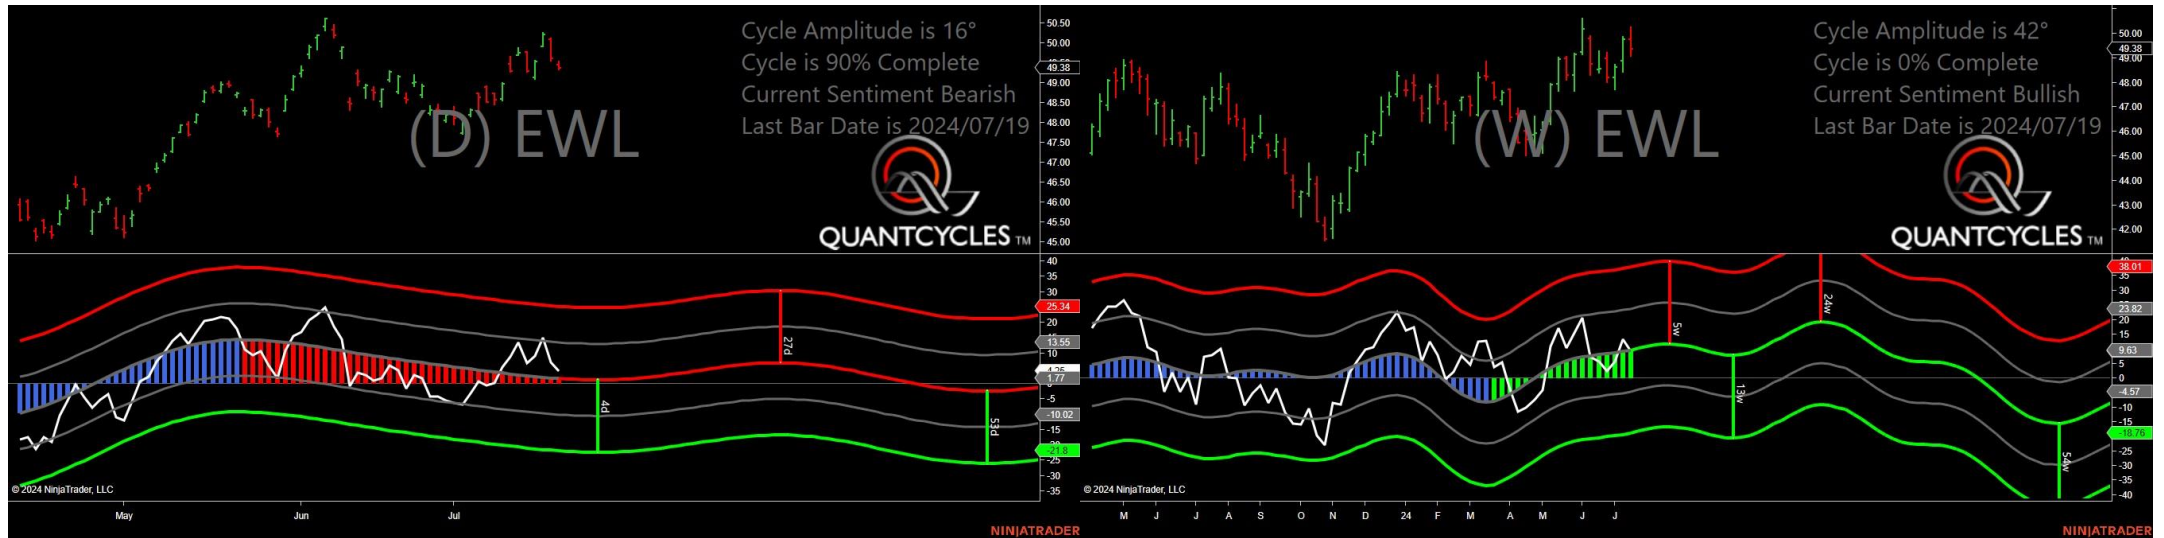 Cycle Amplitude is 16°
Cycle is 90% Complete
Current Sentiment Bearish
Last Bar Date is 2024/07/19
(D) EWL
QUANTCYCLES TM
50.50
50.00
49.38
49.00
48.50
48.00
47.50
47.00
46.50
46.00
45.50
45.00
40
35
30
25.34
20
13.55
10
1.77
-5
-10.02
-15
-21.8
-25
-30
-35
27d
4d
53d
© 2024 NinjaTrader, LLC
May
Jun
Jul
NINJATRADER
Cycle Amplitude is 42°
Cycle is 0% Complete
Current Sentiment Bullish
Last Bar Date is 2024/07/19
(W) EWL
QUANTCYCLES TM
50.00
49.38
49.00
48.00
47.00
46.00
45.00
44.00
43.00
42.00
38.01
35
30
23.82
20
15
9.63
5
0
-4.57
-10
-15
-18.76
-25
-30
-35
-40
5w
24w
13w
54w
© 2024 NinjaTrader, LLC
M
J
J
A
S
O
N
D
24
F
M
A
M
J
J
NINJATRADER